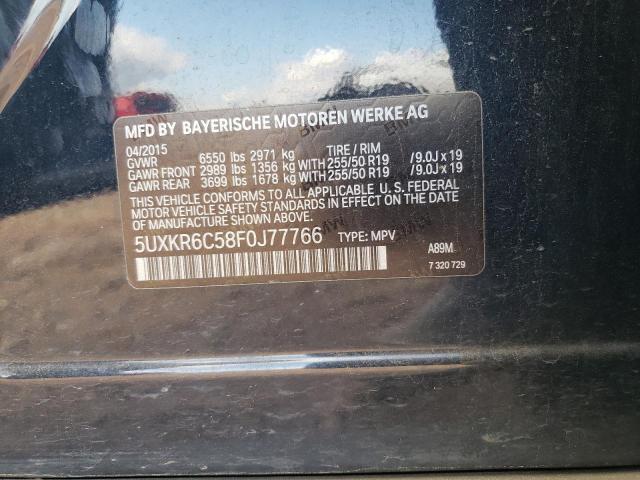 MFD BY BAYERISCHE MOTOREN WERKE AG
04/2015 TIRE / RIM
GVWR 6550 lbs 2971 kg
GAWR FRONT 2989 lbs 1356 kg WITH 255/50 R19 /9.0J x 19
GAWR REAR 3699 lbs 1678 kg WITH 255/50 R19 /9.0J x 19
THIS VEHICLE CONFORMS TO ALL APPLICABLE U. S. FEDERAL
MOTOR VEHICLE SAFETY STANDARDS IN EFFECT ON THE DATE
OF MANUFACTURE SHOWN ABOVE.
5UXKR6C58F0J77766 TYPE: MPV A89M
7 320 729